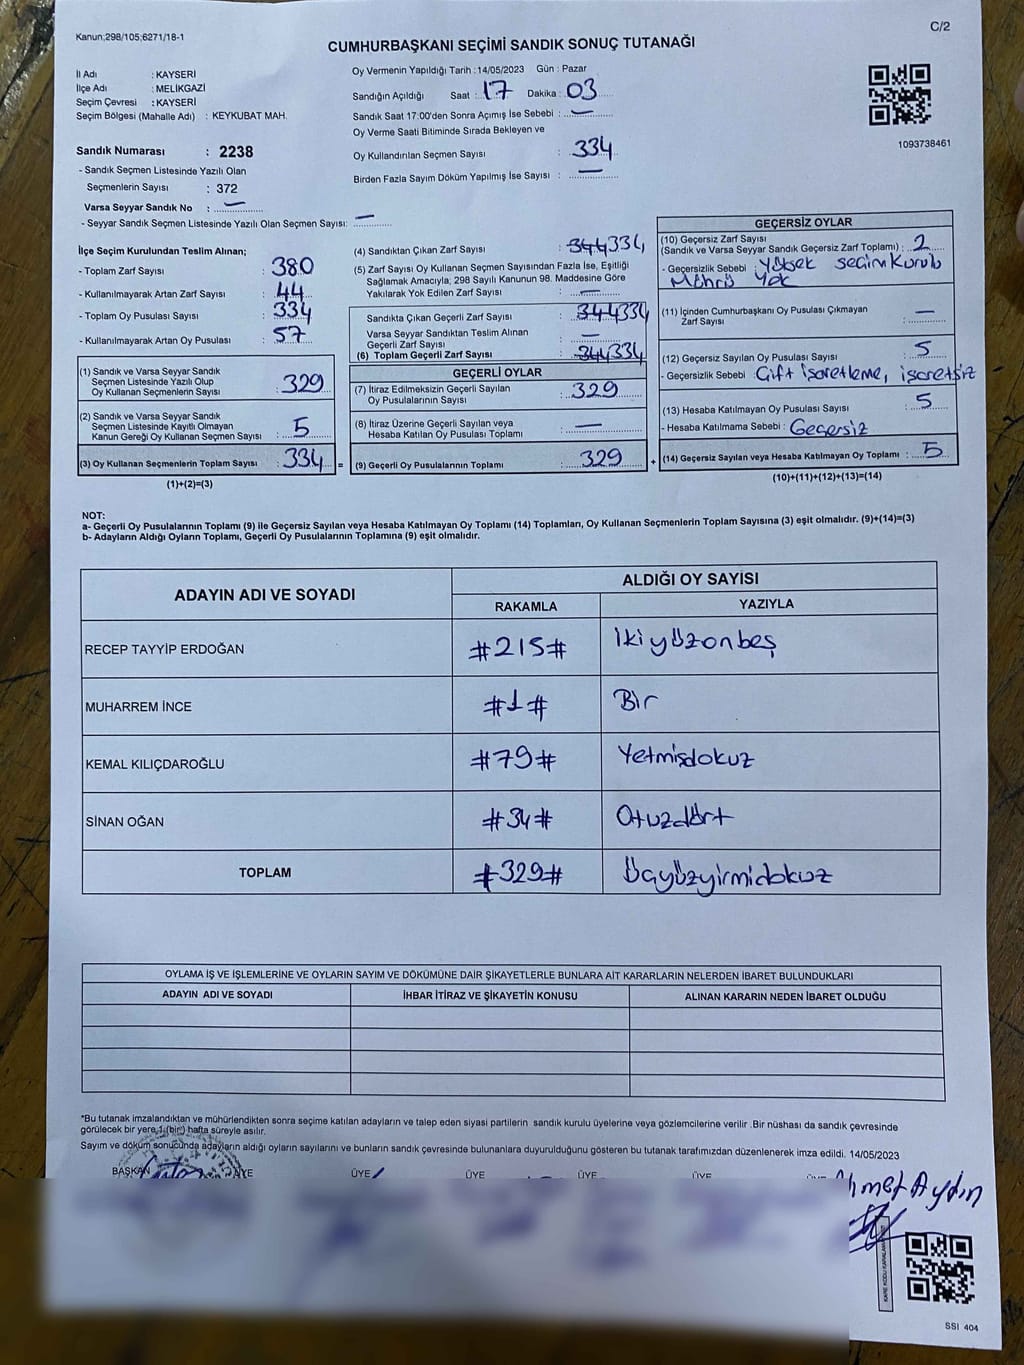 Kanun;298/105;6271/18-1
C/2
CUMHURBAŞKANI SEÇİMİ SANDIK SONUÇ TUTANAĞI
İl Adı : KAYSERİ
İlçe Adı : MELİKGAZİ
Seçim Çevresi : KAYSERİ
Seçim Bölgesi (Mahalle Adı) : KEYKUBAT MAH.
Sandık Numarası : 2238
- Sandık Seçmen Listesinde Yazılı Olan
Seçmenlerin Sayısı : 372
Varsa Seyyar Sandık No : —
- Seyyar Sandık Seçmen Listesinde Yazılı Olan Seçmen Sayısı: —
Oy Vermenin Yapıldığı Tarih :14/05/2023 Gün : Pazar
Sandığın Açıldığı Saat : 17 Dakika : 03
Sandık Saat 17:00'den Sonra Açımış İse Sebebi : —
Oy Verme Saati Bitiminde Sırada Bekleyen ve
Oy Kullandırılan Seçmen Sayısı : 334
Birden Fazla Sayım Döküm Yapılmış İse Sayısı : —
1093738461
İlçe Seçim Kurulundan Teslim Alınan;
- Toplam Zarf Sayısı : 380
- Kullanılmayarak Artan Zarf Sayısı : 44
- Toplam Oy Pusulası Sayısı : 334
- Kullanılmayarak Artan Oy Pusulası : 57
(1) Sandık ve Varsa Seyyar Sandık
Seçmen Listesinde Yazılı Olup
Oy Kullanan Seçmenlerin Sayısı : 329
(2) Sandık ve Varsa Seyyar Sandık
Seçmen Listesinde Kayıtlı Olmayan
Kanun Gereği Oy Kullanan Seçmen Sayısı : 5
(3) Oy Kullanan Seçmenlerin Toplam Sayısı : 334
(1)+(2)=(3)
(4) Sandıktan Çıkan Zarf Sayısı : 344 334
(5) Zarf Sayısı Oy Kullanan Seçmen Sayısından Fazla İse, Eşitliği
Sağlamak Amacıyla, 298 Sayılı Kanunun 98. Maddesine Göre
Yakılarak Yok Edilen Zarf Sayısı : —
Sandıkta Çıkan Geçerli Zarf Sayısı : 344 334
Varsa Seyyar Sandıktan Teslim Alınan
Geçerli Zarf Sayısı : —
(6) Toplam Geçerli Zarf Sayısı : 344 334
GEÇERLİ OYLAR
(7) İtiraz Edilmeksizin Geçerli Sayılan
Oy Pusulalarının Sayısı : 329
(8) İtiraz Üzerine Geçerli Sayılan veya
Hesaba Katılan Oy Pusulası Toplamı : —
= (9) Geçerli Oy Pusulalarının Toplamı : 329 +
GEÇERSİZ OYLAR
(10) Geçersiz Zarf Sayısı
(Sandık ve Varsa Seyyar Sandık Geçersiz Zarf Toplamı) : 2
- Geçersizlik Sebebi : Yüksek seçim Kurulu
Mührü Yok
(11) İçinden Cumhurbaşkanı Oy Pusulası Çıkmayan
Zarf Sayısı : —
(12) Geçersiz Sayılan Oy Pusulası Sayısı : 5
- Geçersizlik Sebebi : Çift işaretleme, işaretsiz
(13) Hesaba Katılmayan Oy Pusulası Sayısı : 5
- Hesaba Katılmama Sebebi : Geçersiz
(14) Geçersiz Sayılan veya Hesaba Katılmayan Oy Toplamı : 5
(10)+(11)+(12)+(13)=(14)
NOT:
a- Geçerli Oy Pusulalarının Toplamı (9) ile Geçersiz Sayılan veya Hesaba Katılmayan Oy Toplamı (14) Toplamları, Oy Kullanan Seçmenlerin Toplam Sayısına (3) eşit olmalıdır. (9)+(14)=(3)
b- Adayların Aldığı Oyların Toplamı, Geçerli Oy Pusulalarının Toplamına (9) eşit olmalıdır.
ADAYIN ADI VE SOYADI
ALDIĞI OY SAYISI
RAKAMLA YAZIYLA
RECEP TAYYİP ERDOĞAN #215# İkiyüzonbeş
MUHARREM İNCE #1# Bir
KEMAL KILIÇDAROĞLU #79# Yetmişdokuz
SİNAN OĞAN #34# Otuzdört
TOPLAM #329# Üçyüzyirmidokuz
OYLAMA İŞ VE İŞLEMLERİNE VE OYLARIN SAYIM VE DÖKÜMÜNE DAİR ŞİKAYETLERLE BUNLARA AİT KARARLARIN NELERDEN İBARET BULUNDUKLARI
ADAYIN ADI VE SOYADI İHBAR İTİRAZ VE ŞİKAYETİN KONUSU ALINAN KARARIN NEDEN İBARET OLDUĞU
*Bu tutanak imzalandıktan ve mühürlendikten sonra seçime katılan adayların ve talep eden siyasi partilerin sandık kurulu üyelerine veya gözlemcilerine verilir .Bir nüshası da sandık çevresinde
görülecek bir yere,1 (bir) hafta süreyle asılır.
Sayım ve döküm sonucunda adayların aldığı oyların sayılarını ve bunların sandık çevresinde bulunanlara duyurulduğunu gösteren bu tutanak tarafımızdan düzenlenerek imza edildi. 14/05/2023
BAŞKAN ÜYE ÜYE ÜYE ÜYE ÜYE
Ahmet Aydın
SSI 404